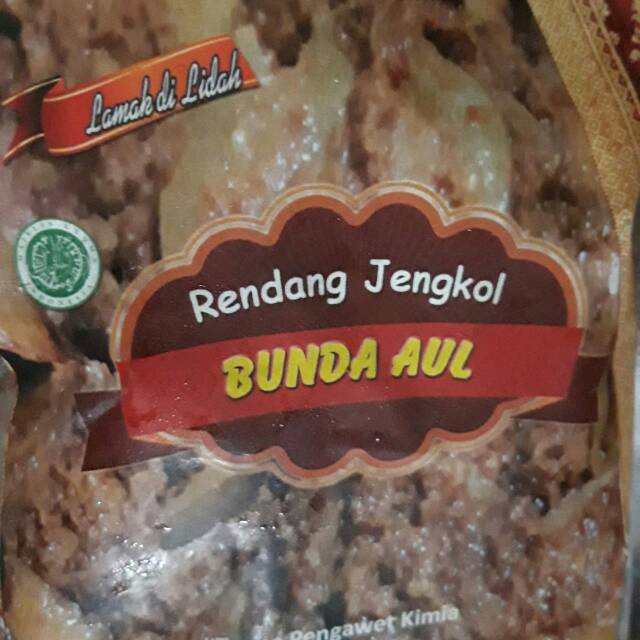 Lamak di Lidah
Rendang Jengkol
BUNDA AUL
Pengawet Kimia